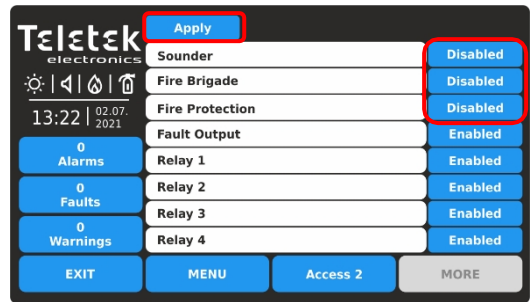 Teletek
electronics
13:22 02.07.
2021
0
Alarms
0
Faults
0
Warnings
Apply
Sounder Disabled
Fire Brigade Disabled
Fire Protection Disabled
Fault Output Enabled
Relay 1 Enabled
Relay 2 Enabled
Relay 3 Enabled
Relay 4 Enabled
EXIT MENU Access 2 MORE